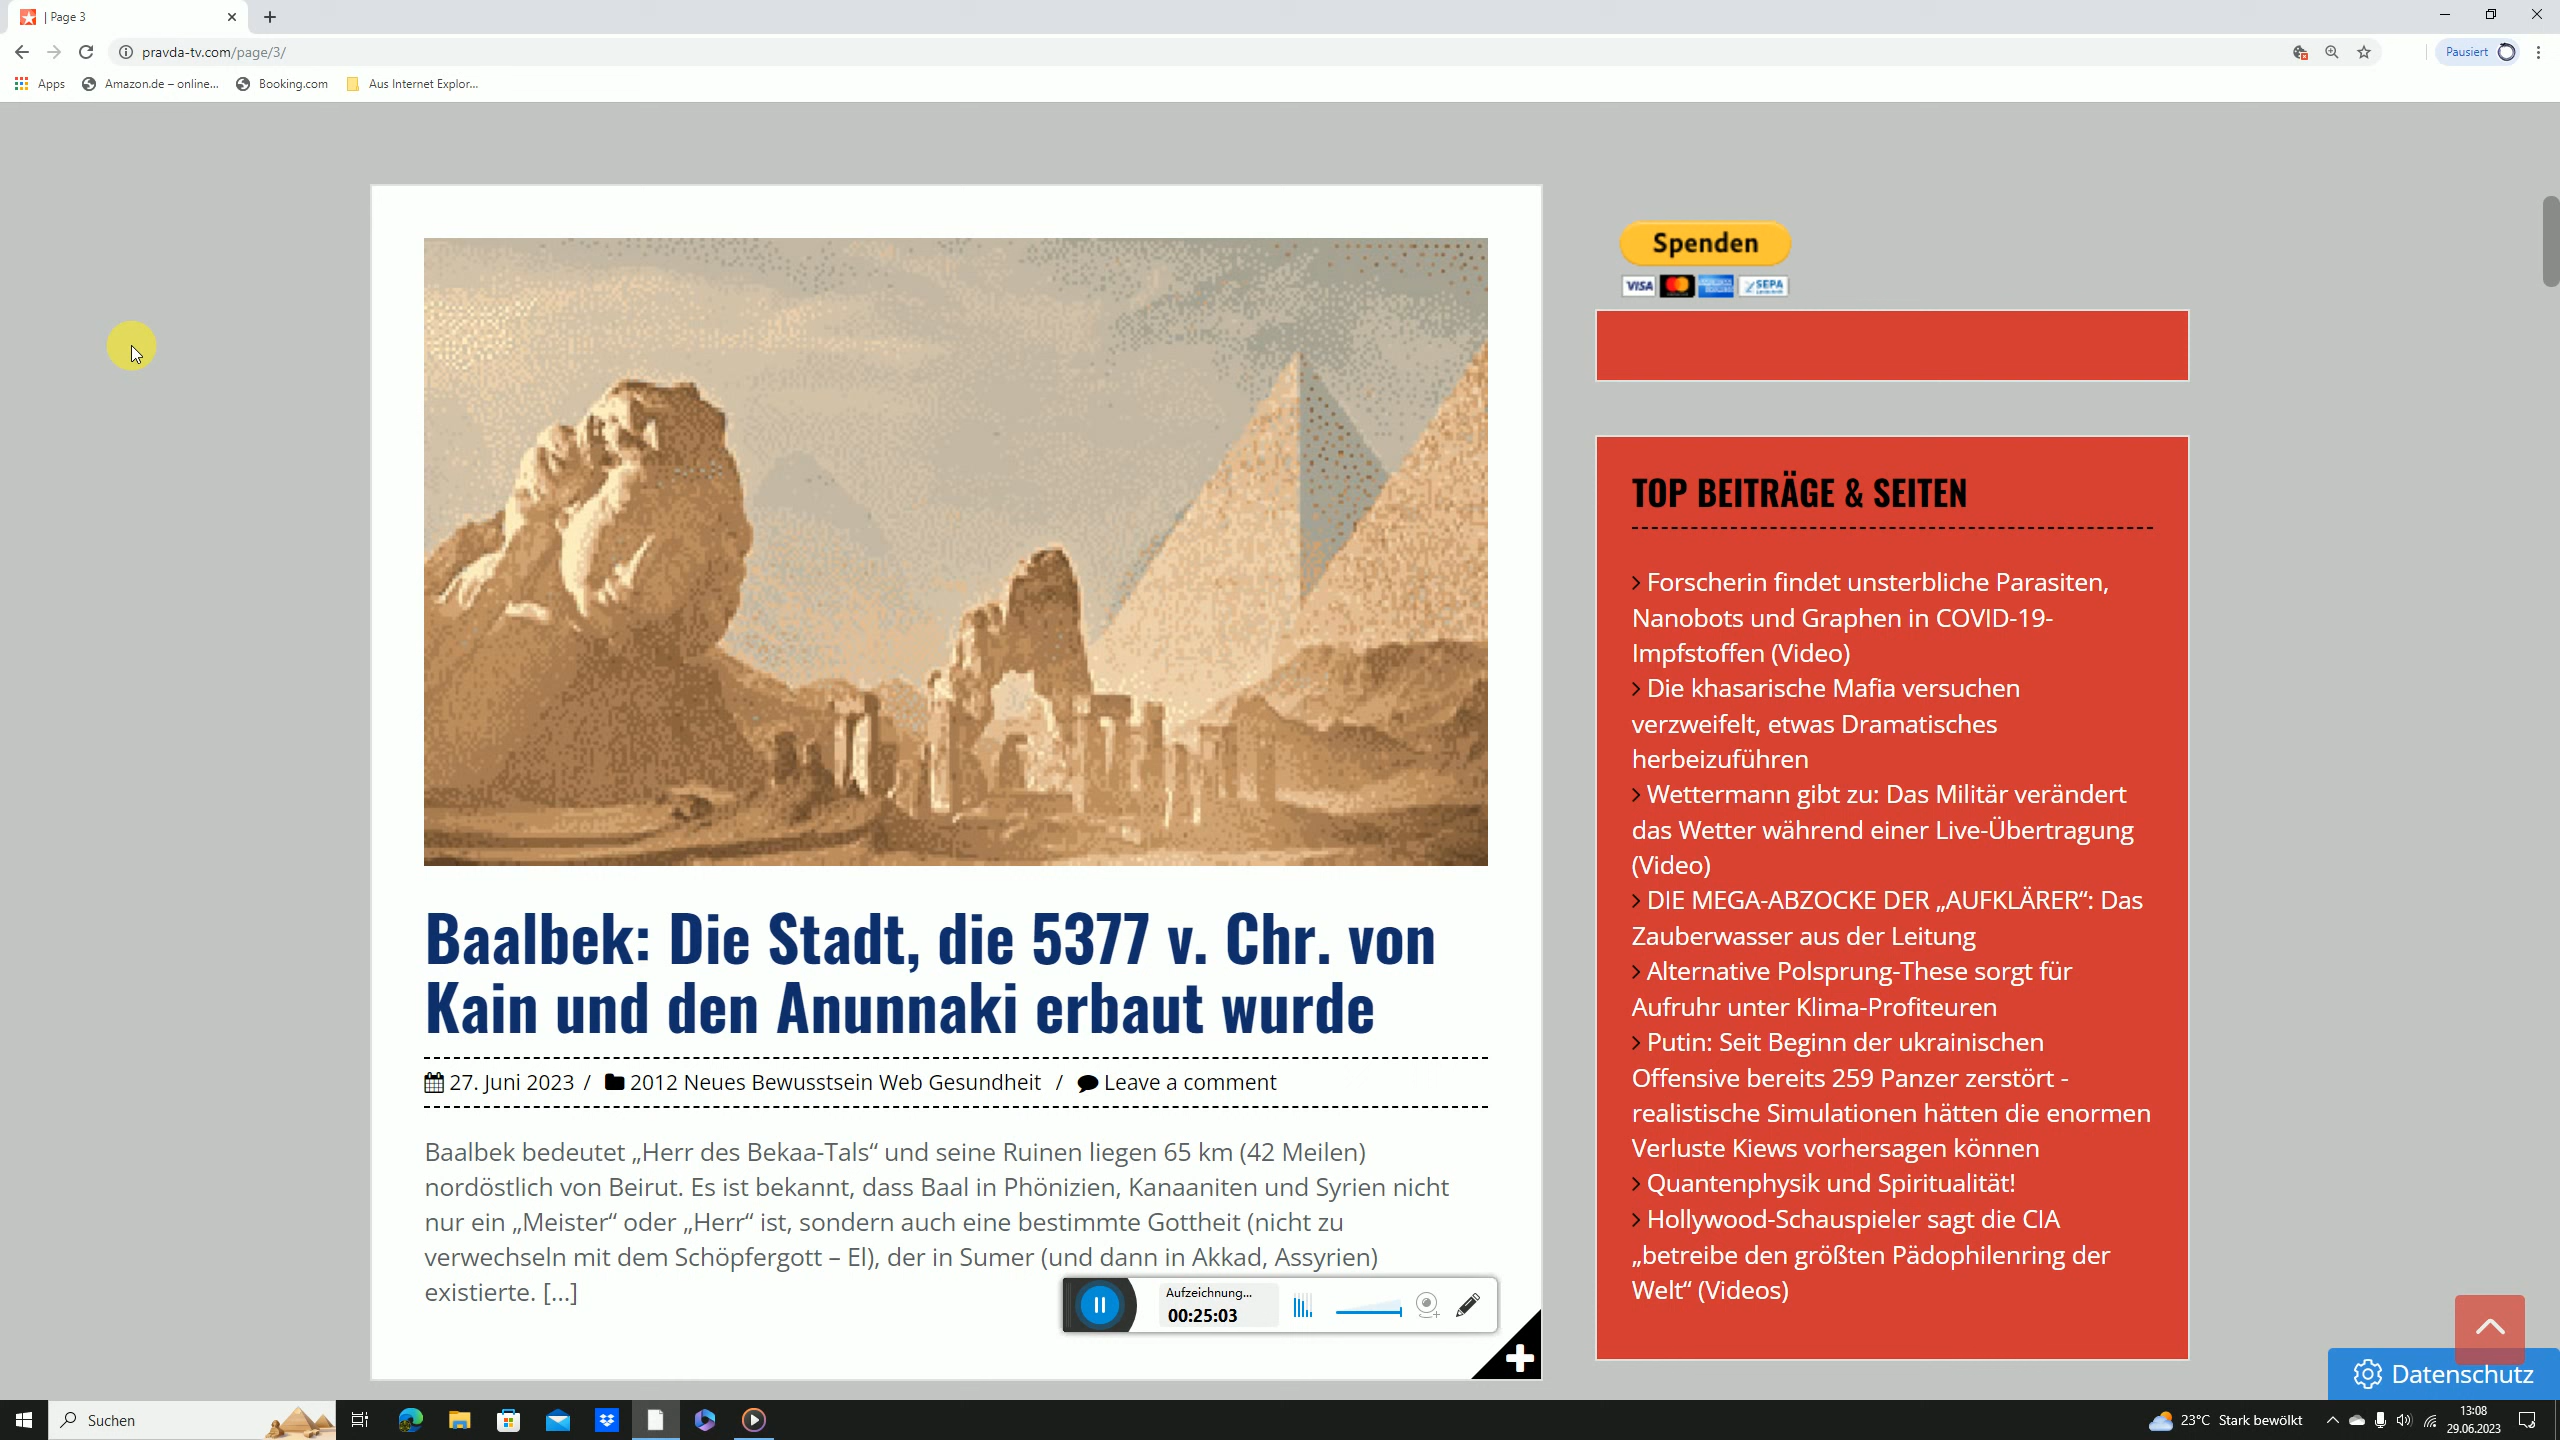 | Page 3
pravda-tv.com/page/3/
Pausiert
Apps
Amazon.de – online...
Booking.com
Aus Internet Explor...
Spenden
VISA
SEPA
TOP BEITRÄGE & SEITEN
Forscherin findet unsterbliche Parasiten,
Nanobots und Graphen in COVID-19-
Impfstoffen (Video)
Die khasarische Mafia versuchen
verzweifelt, etwas Dramatisches
herbeizuführen
Wettermann gibt zu: Das Militär verändert
das Wetter während einer Live-Übertragung
(Video)
DIE MEGA-ABZOCKE DER „AUFKLÄRER“: Das
Zauberwasser aus der Leitung
Alternative Polsprung-These sorgt für
Aufruhr unter Klima-Profiteuren
Putin: Seit Beginn der ukrainischen
Offensive bereits 259 Panzer zerstört -
realistische Simulationen hätten die enormen
Verluste Kiews vorhersagen können
Quantenphysik und Spiritualität!
Hollywood-Schauspieler sagt die CIA
„betreibe den größten Pädophilenring der
Welt“ (Videos)
Baalbek: Die Stadt, die 5377 v. Chr. von
Kain und den Anunnaki erbaut wurde
27. Juni 2023 / 2012 Neues Bewusstsein Web Gesundheit / Leave a comment
Baalbek bedeutet „Herr des Bekaa-Tals“ und seine Ruinen liegen 65 km (42 Meilen)
nordöstlich von Beirut. Es ist bekannt, dass Baal in Phönizien, Kanaaniten und Syrien nicht
nur ein „Meister“ oder „Herr“ ist, sondern auch eine bestimmte Gottheit (nicht zu
verwechseln mit dem Schöpfergott – El), der in Sumer (und dann in Akkad, Assyrien)
existierte. [...]
Aufzeichnung...
00:25:03
Datenschutz
Suchen
23°C Stark bewölkt
13:08
29.06.2023